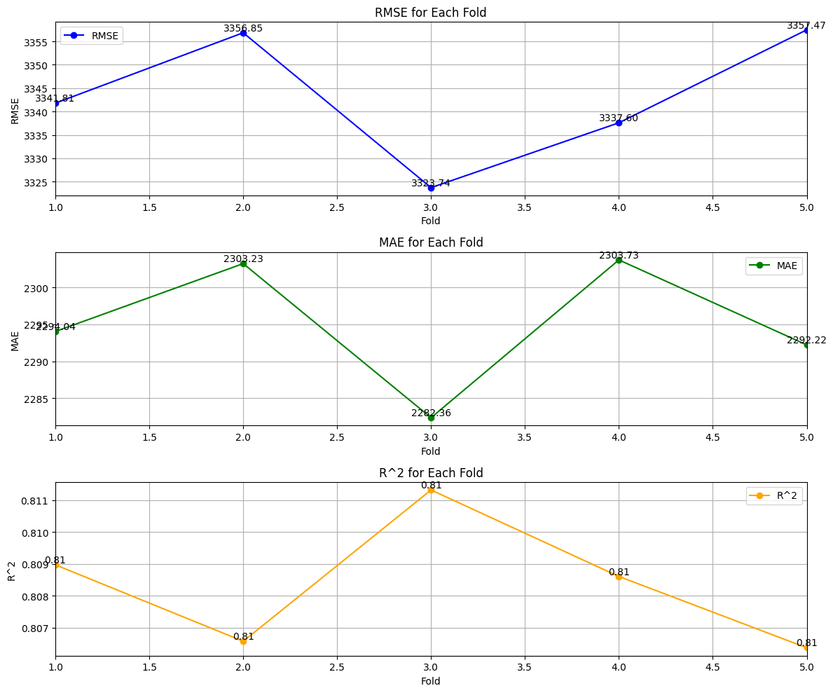 RMSE for Each Fold
RMSE
3355
3350
3345
3340
3335
3330
3325
RMSE
3341.81
3356.85
3323.74
3337.60
3357.47
1.0 1.5 2.0 2.5 3.0 3.5 4.0 4.5 5.0
Fold
MAE for Each Fold
MAE
2300
2295
2290
2285
MAE
2294.04
2303.23
2282.36
2303.73
2292.22
1.0 1.5 2.0 2.5 3.0 3.5 4.0 4.5 5.0
Fold
R^2 for Each Fold
R^2
0.811
0.810
0.809
0.808
0.807
R^2
0.81
0.81
0.81
0.81
0.81
1.0 1.5 2.0 2.5 3.0 3.5 4.0 4.5 5.0
Fold